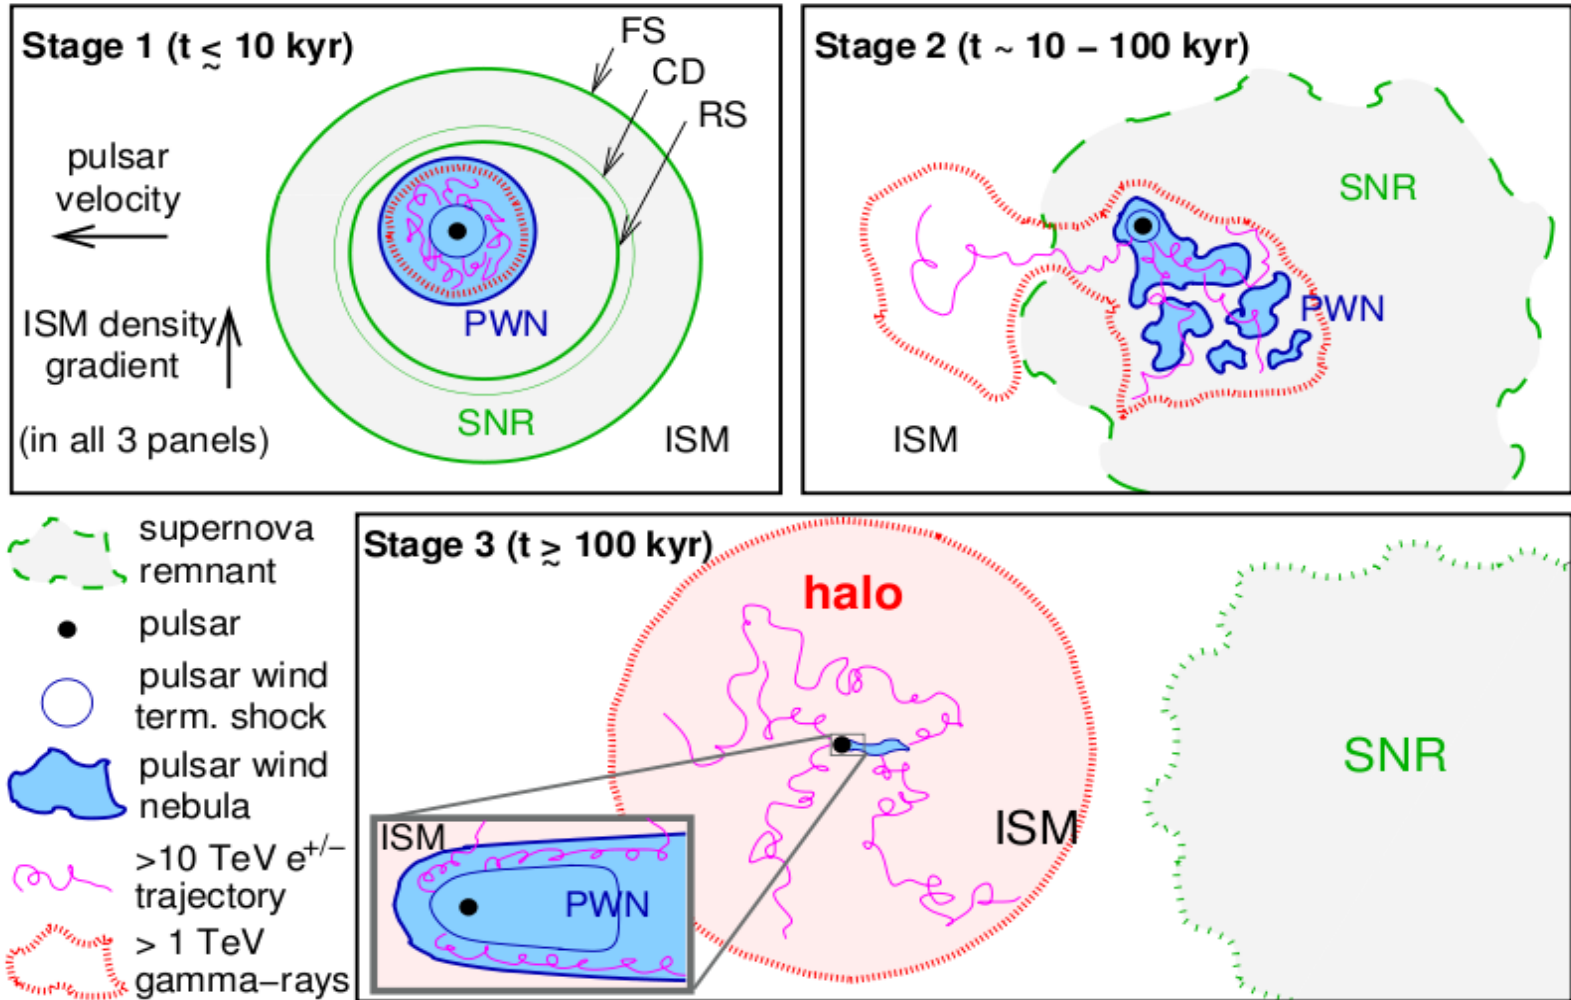 Stage 1 (t ≲ 10 kyr)
FS
CD
RS
pulsar
velocity
ISM density
gradient
(in all 3 panels)
PWN
SNR
ISM
Stage 2 (t ~ 10 – 100 kyr)
SNR
PWN
ISM
supernova
remnant
pulsar
pulsar wind
term. shock
pulsar wind
nebula
>10 TeV e+/–
trajectory
> 1 TeV
gamma–rays
Stage 3 (t ≳ 100 kyr)
halo
ISM
SNR
ISM
PWN